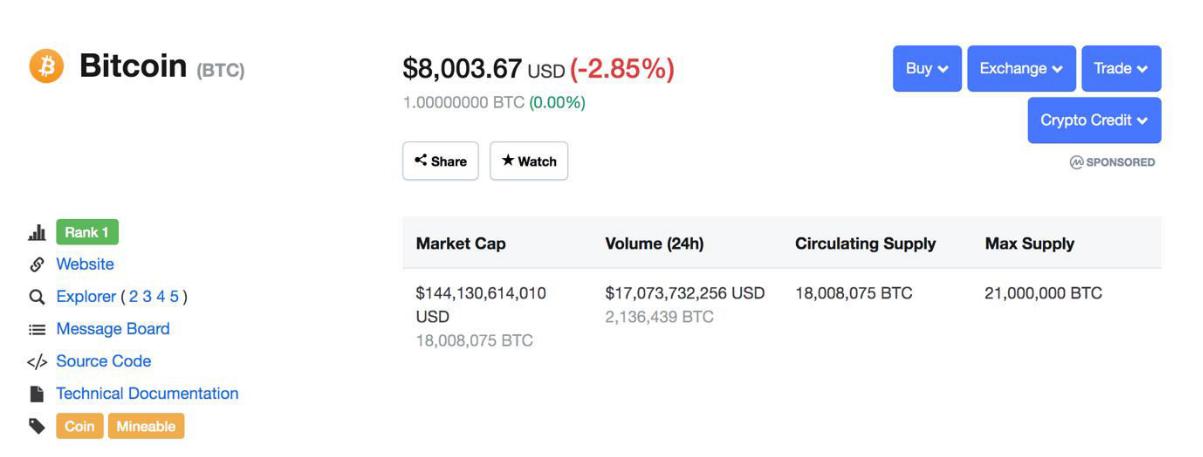 Bitcoin (BTC)
$8,003.67 USD (-2.85%)
1.00000000 BTC (0.00%)
Share
Watch
Buy
Exchange
Trade
Crypto Credit
SPONSORED
Rank 1
Website
Explorer ( 2 3 4 5 )
Message Board
Source Code
Technical Documentation
Coin Mineable
Market Cap Volume (24h) Circulating Supply Max Supply
$144,130,614,010 $17,073,732,256 USD 18,008,075 BTC 21,000,000 BTC
USD 2,136,439 BTC
18,008,075 BTC